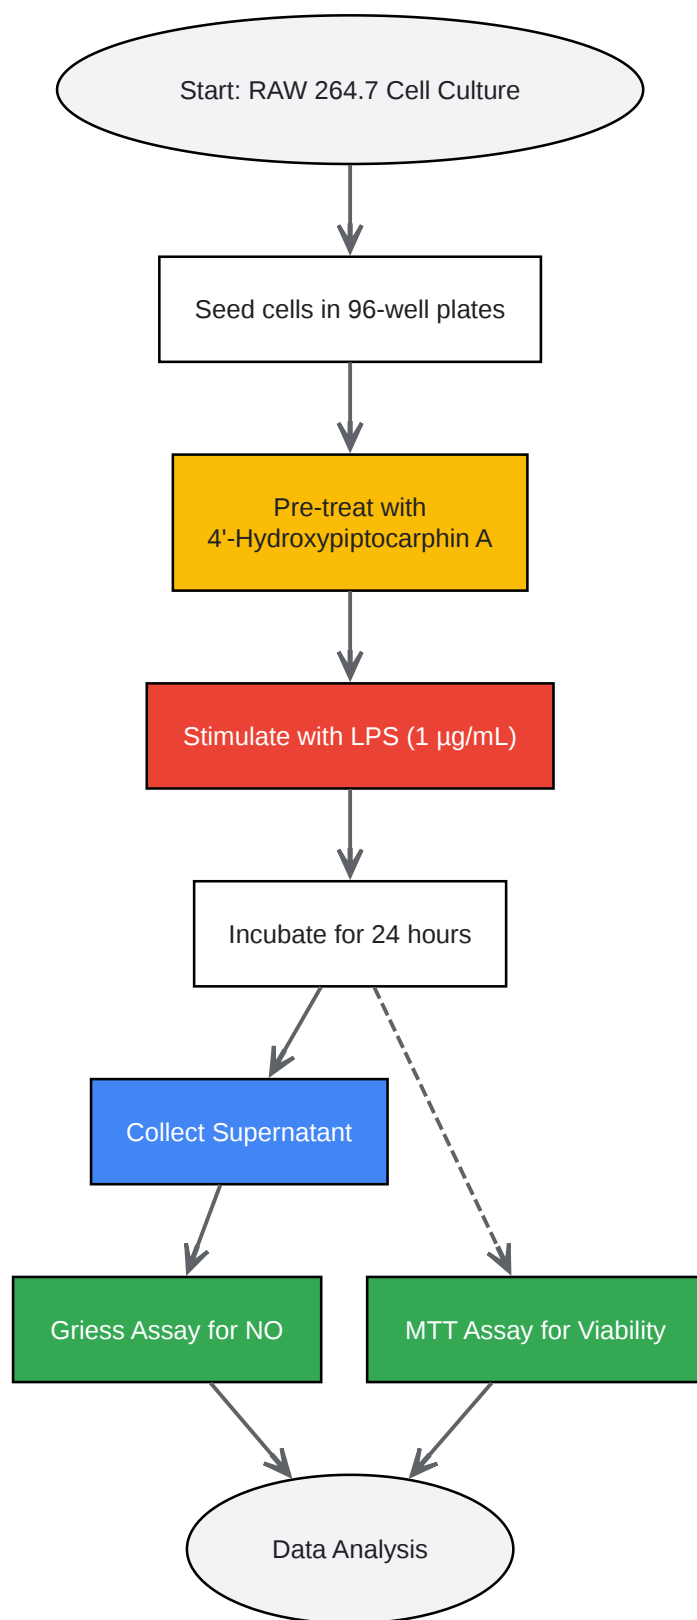 Start: RAW 264.7 Cell Culture
Seed cells in 96-well plates
Pre-treat with
4'-Hydroxypiptocarphin A
Stimulate with LPS (1 µg/mL)
Incubate for 24 hours
Collect Supernatant
Griess Assay for NO
MTT Assay for Viability
Data Analysis